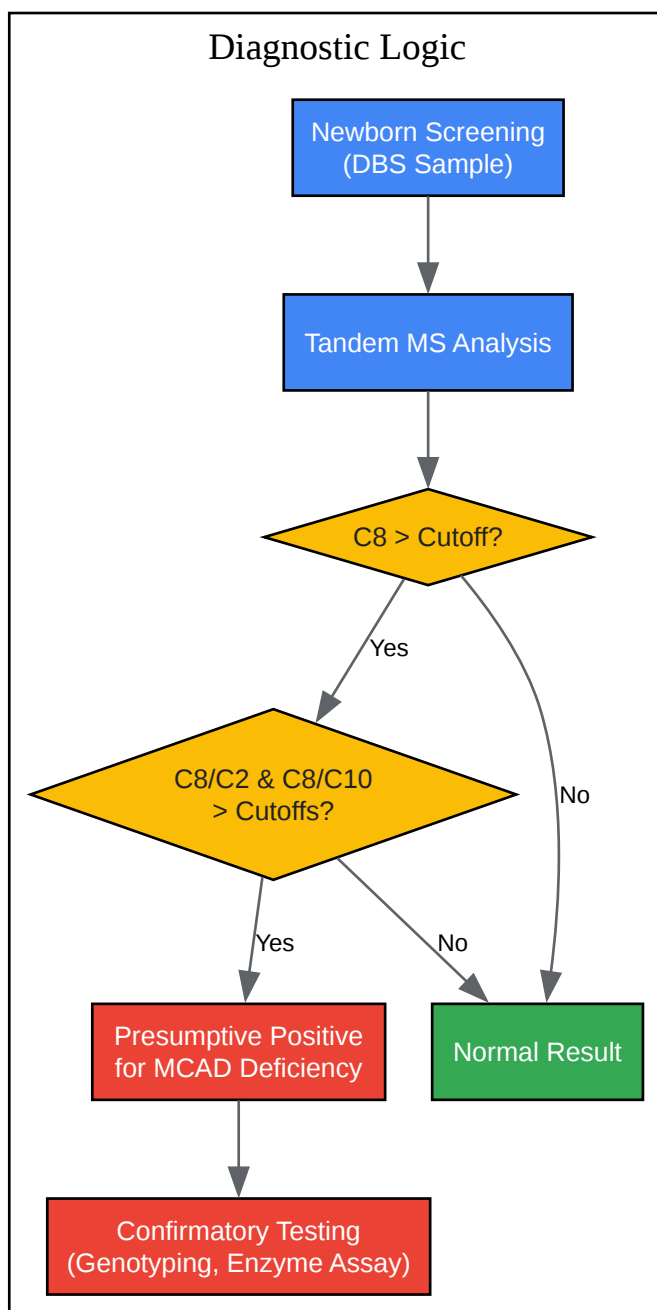 Diagnostic Logic
Newborn Screening
(DBS Sample)
Tandem MS Analysis
C8 > Cutoff?
Yes
C8/C2 & C8/C10
> Cutoffs?
No
Yes
No
Presumptive Positive
for MCAD Deficiency
Normal Result
Confirmatory Testing
(Genotyping, Enzyme Assay)